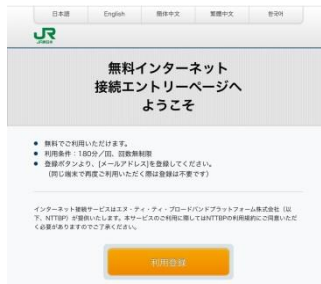 日本語 English 简体中文 繁體中文 한국어
JR
無料インターネット
接続エントリーページへ
ようこそ
● 無料でご利用いただけます。
● 利用条件：180分／回、回数無制限
● 登録ボタンより、[メールアドレス]を登録してください。
（同じ端末で再度ご利用いただく際は登録は不要です）
インターネット接続サービスはエヌ・ティ・ティ・ブロードバンドプラットフォーム株式会社（以
下、NTTBP）が提供いたします。本サービスのご利用に際してはNTTBPの利用規約にご同意いただ
く必要がありますのでご了承ください。
利用登録